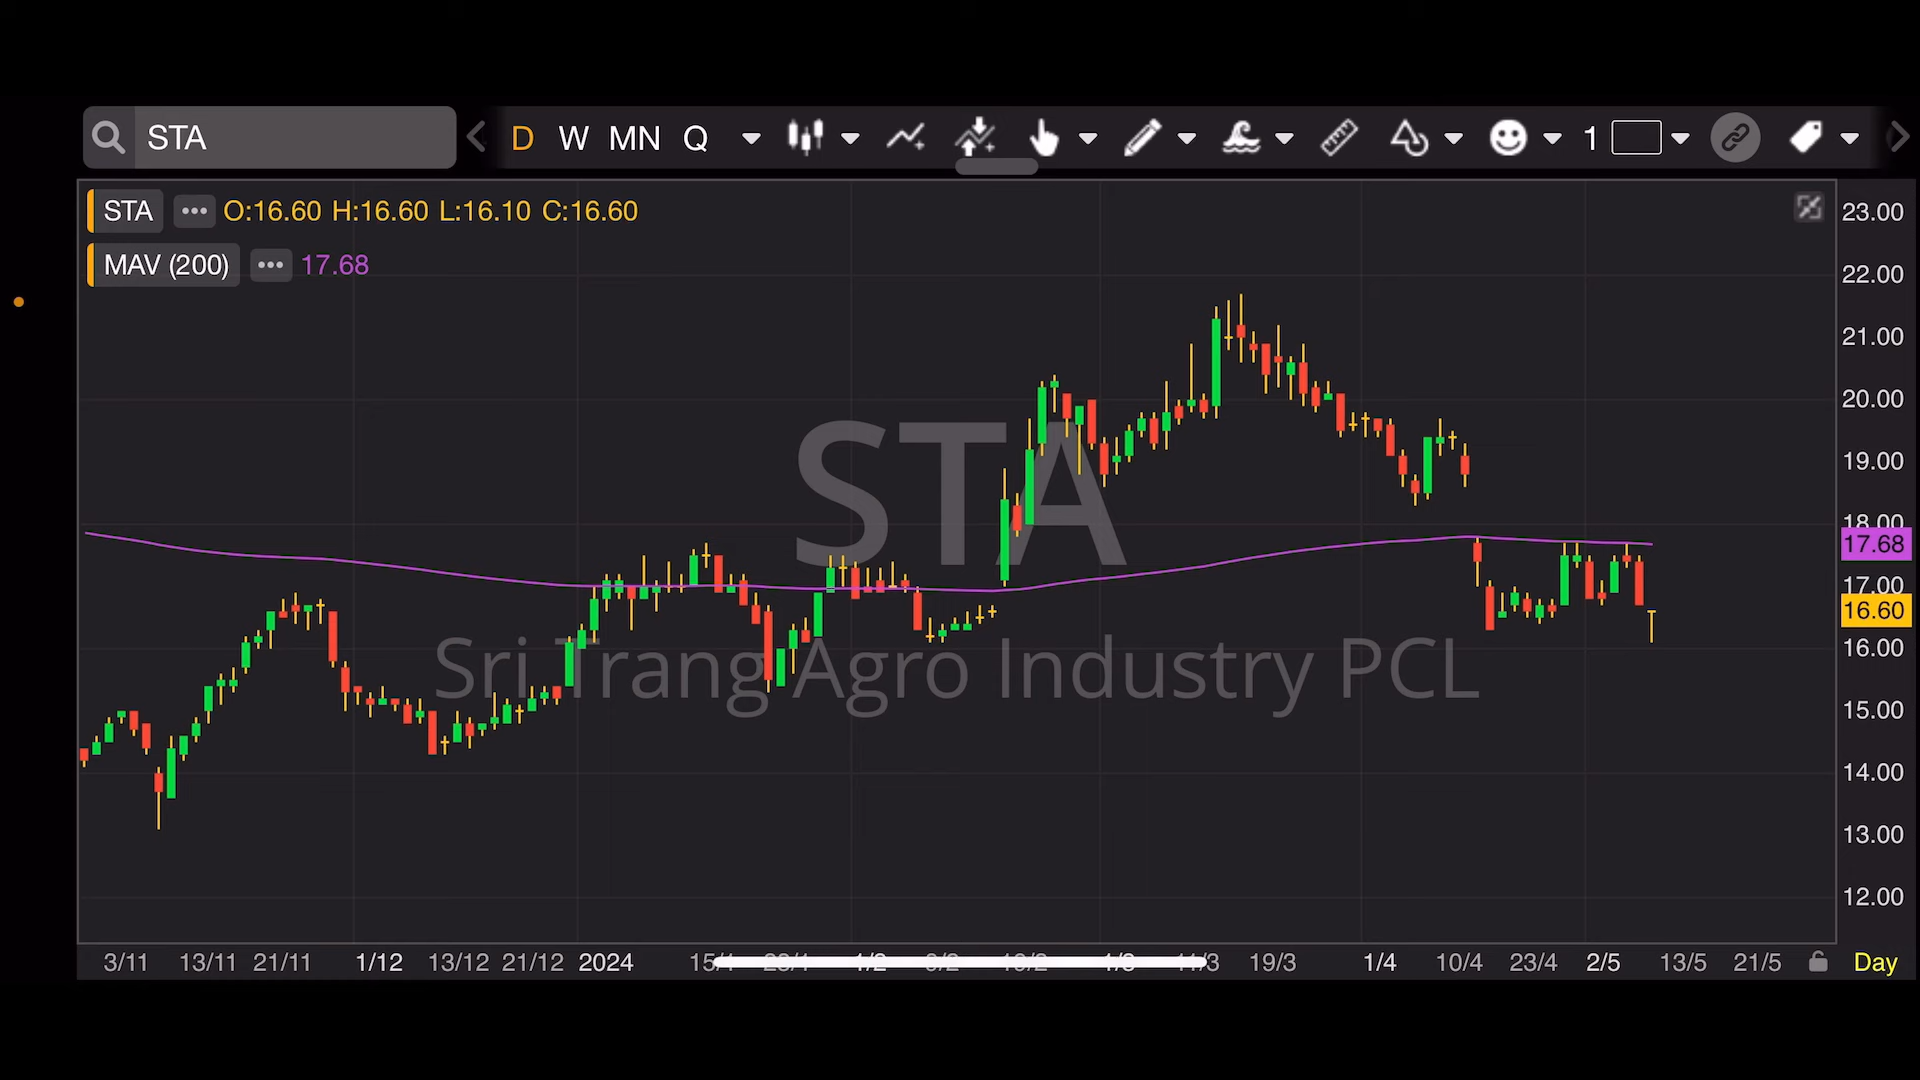 STA D W MN Q 1
STA ••• O:16.60 H:16.60 L:16.10 C:16.60
MAV (200) ••• 17.68
STA
Sri Trang Agro Industry PCL
23.00
22.00
21.00
20.00
19.00
18.00
17.68
17.00
16.60
16.00
15.00
14.00
13.00
12.00
3/11 13/11 21/11 1/12 13/12 21/12 2024 19/3 1/4 10/4 23/4 2/5 13/5 21/5 Day